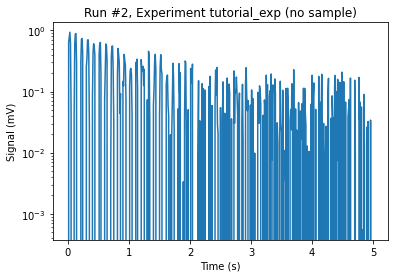 Run #2, Experiment tutorial_exp (no sample)
Signal (mV)
10⁰
10⁻¹
10⁻²
10⁻³
0 1 2 3 4 5
Time (s)